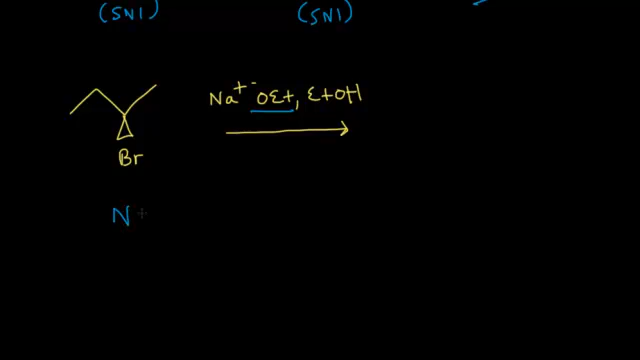 (SN1) (SN1)
Na⁺ ⁻OEt, EtOH
Br
N